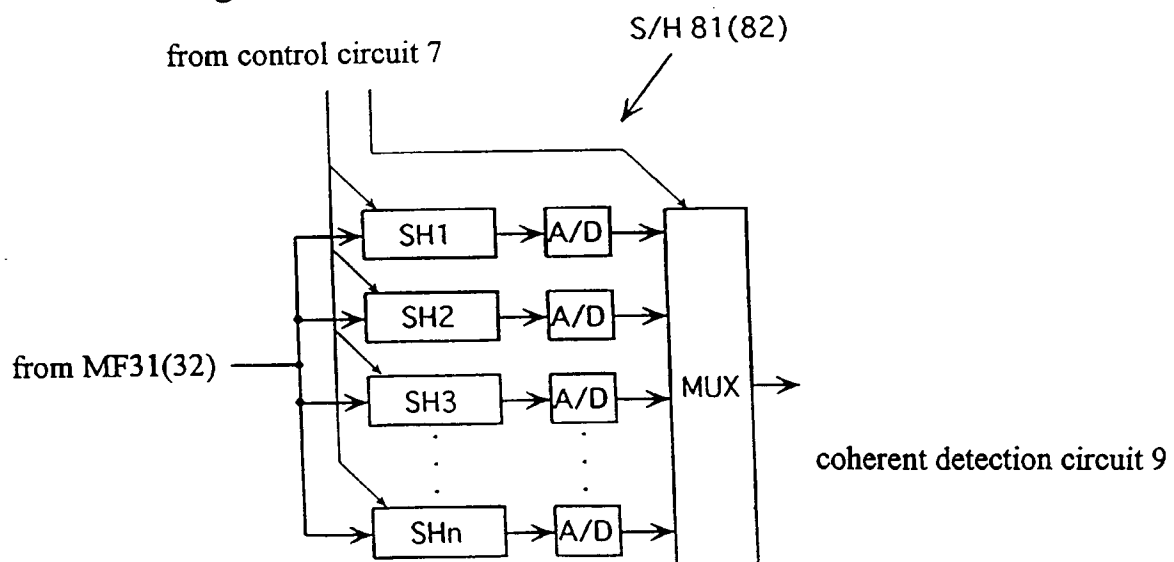 S/H 81(82)
from control circuit 7
SH1 A/D
SH2 A/D
from MF31(32)
SH3 A/D
MUX
coherent detection circuit 9
SHn A/D